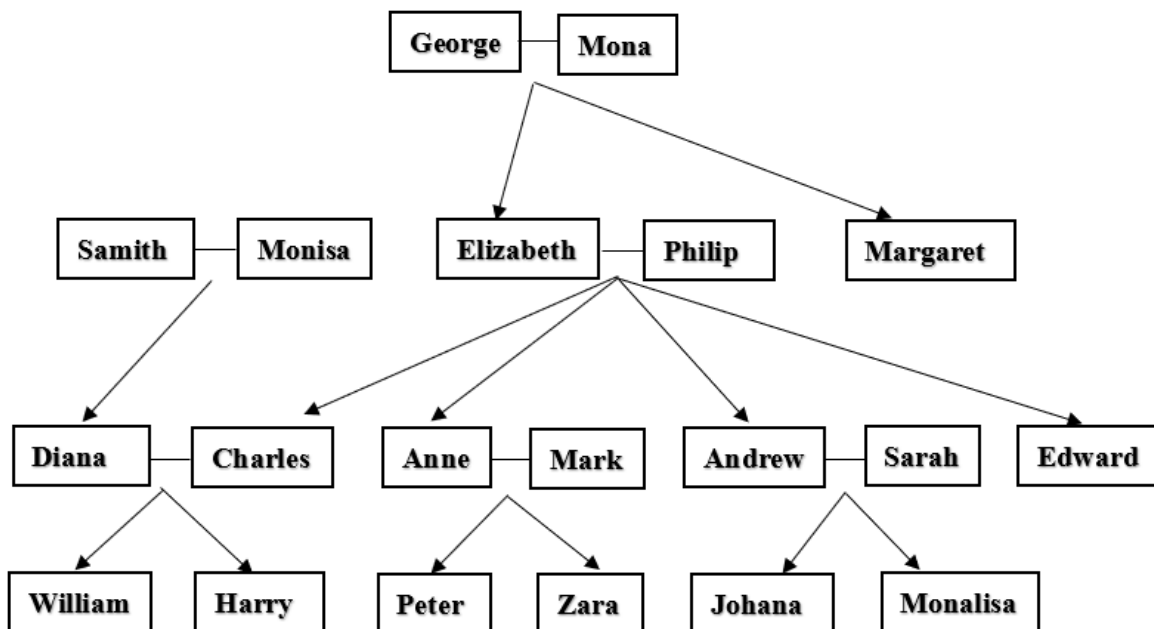 George Mona
Samith Monisa Elizabeth Philip Margaret
Diana Charles Anne Mark Andrew Sarah Edward
William Harry Peter Zara Johana Monalisa